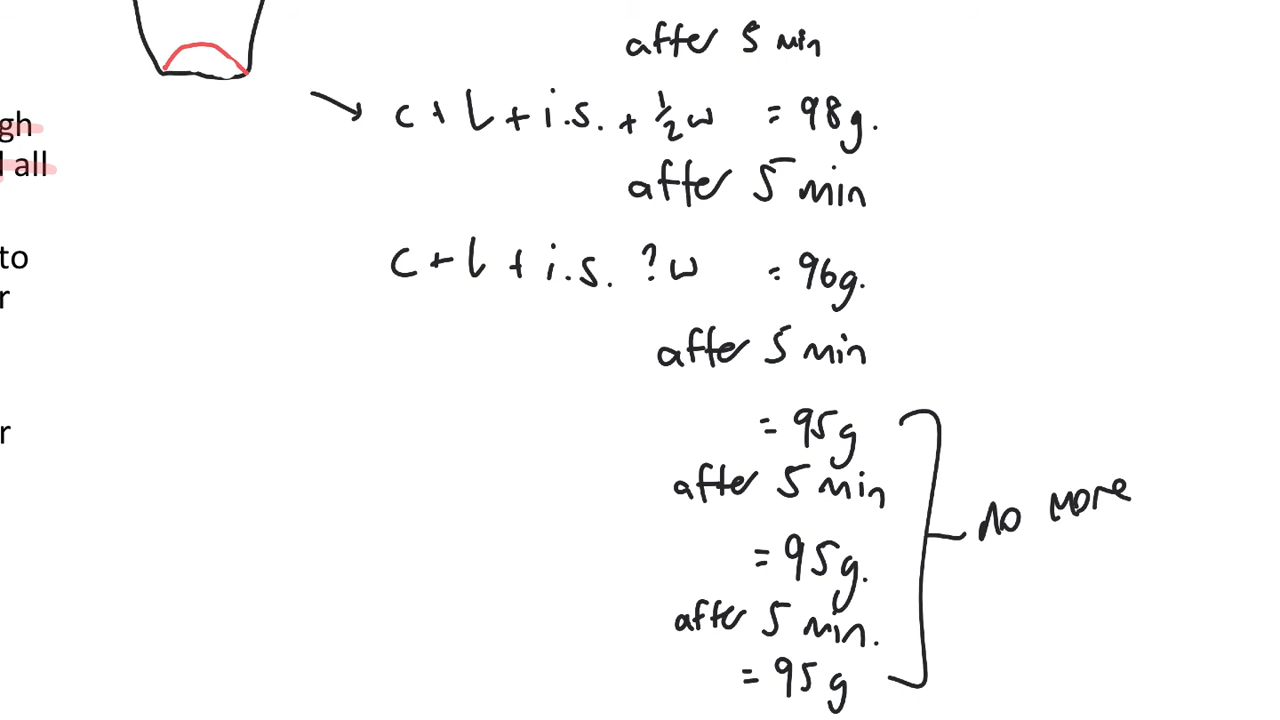 after 5 min
gh
c + L + i.s. + 1/2 w = 98g.
l all
after 5 min
to
c + L + i.s. ? w = 96g.
r
after 5 min
= 95g
r
after 5 min
no more
= 95g.
after 5 min.
= 95g